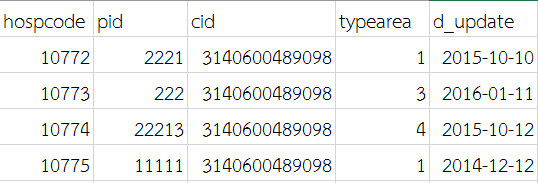 hospcode pid cid typearea d_update
10772 2221 3140600489098 1 2015-10-10
10773 222 3140600489098 3 2016-01-11
10774 22213 3140600489098 4 2015-10-12
10775 11111 3140600489098 1 2014-12-12